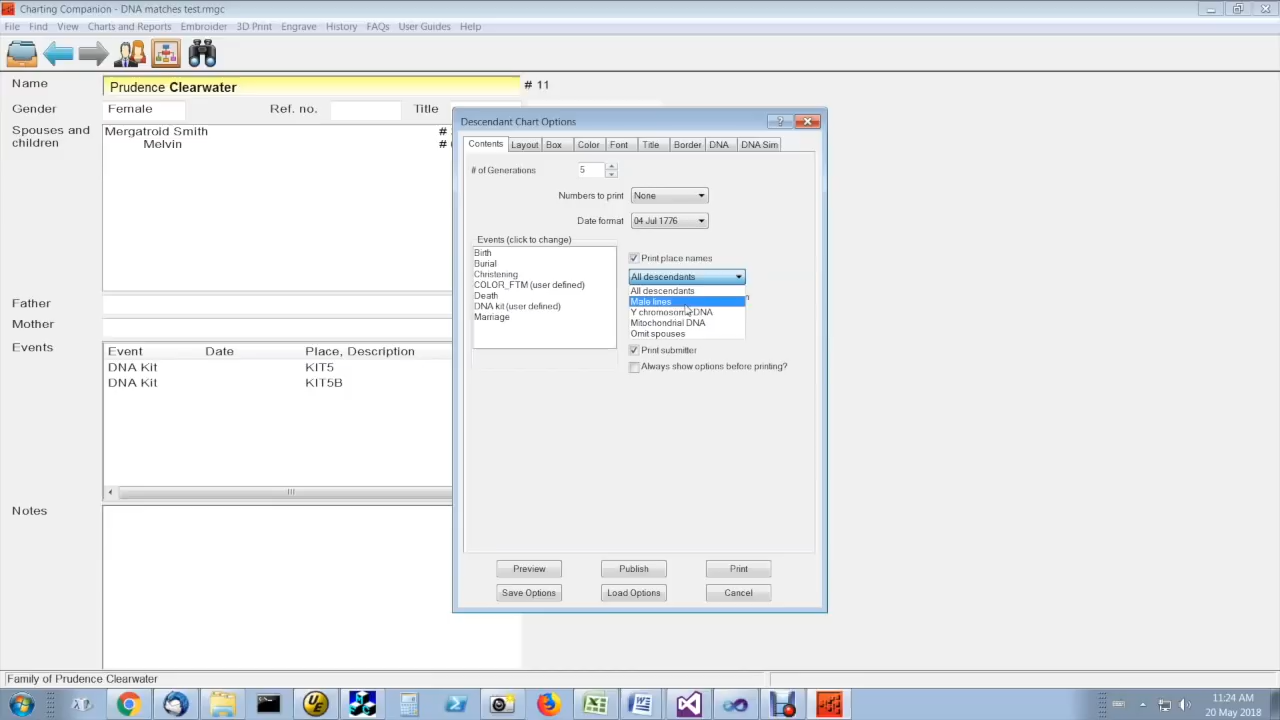 Charting Companion - DNA matches test.rmgc
File Find View Charts and Reports Embroider 3D Print Engrave History FAQs User Guides Help
Name Prudence Clearwater # 11
Gender Female Ref. no. Title
Spouses and children
Mergatroid Smith #
Melvin #
Father
Mother
Events
Event Date Place, Description
DNA Kit KIT5
DNA Kit KIT5B
Notes
Descendant Chart Options
Contents Layout Box Color Font Title Border DNA DNA Sim
# of Generations 5
Numbers to print None
Date format 04 Jul 1776
Events (click to change)
Birth
Burial
Christening
COLOR_FTM (user defined)
Death
DNA kit (user defined)
Marriage
Print place names
All descendants
All descendants
Male lines
Y chromosome DNA
Mitochondrial DNA
Omit spouses
Print submitter
Always show options before printing?
Preview Publish Print
Save Options Load Options Cancel
Family of Prudence Clearwater
11:24 AM
20 May 2018